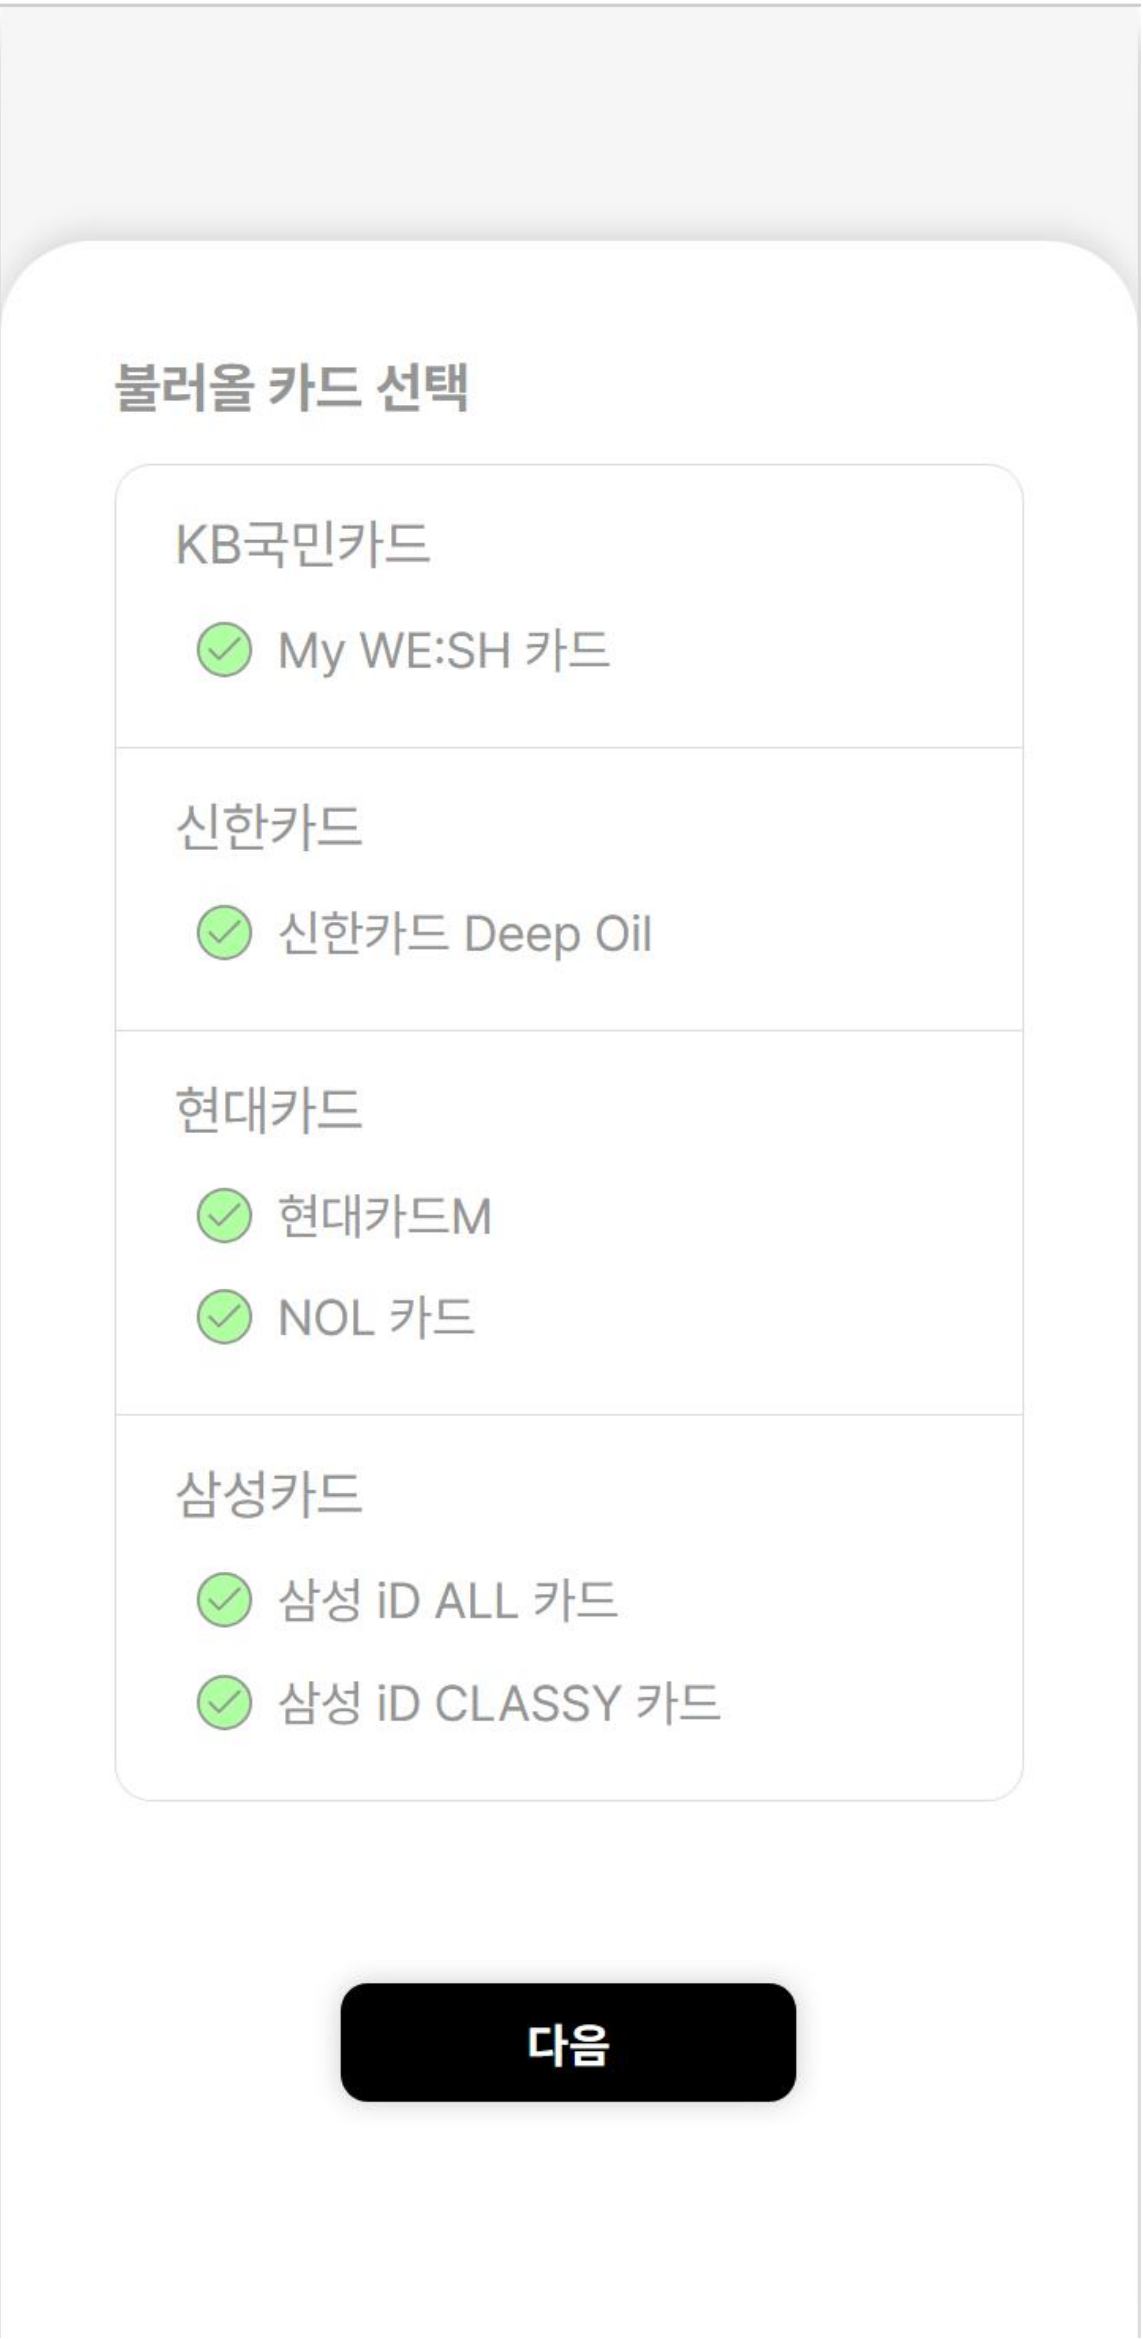 불러올 카드 선택
KB국민카드
My WE:SH 카드
신한카드
신한카드 Deep Oil
현대카드
현대카드M
NOL 카드
삼성카드
삼성 iD ALL 카드
삼성 iD CLASSY 카드
다음